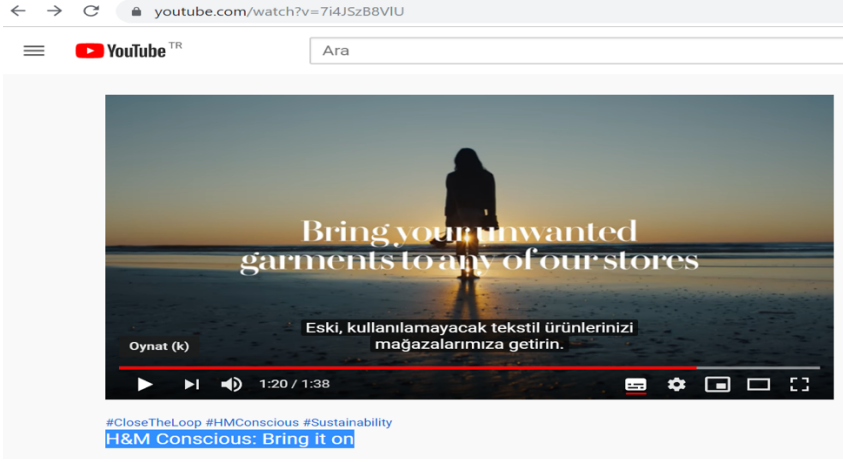 youtube.com/watch?v=7i4JSzB8VlU
YouTube TR
Ara
Bring your unwanted
garments to any of our stores
Eski, kullanılamayacak tekstil ürünlerinizi
mağazalarımıza getirin.
Oynat (k)
1:20 / 1:38
#CloseTheLoop #HMConscious #Sustainability
H&M Conscious: Bring it on